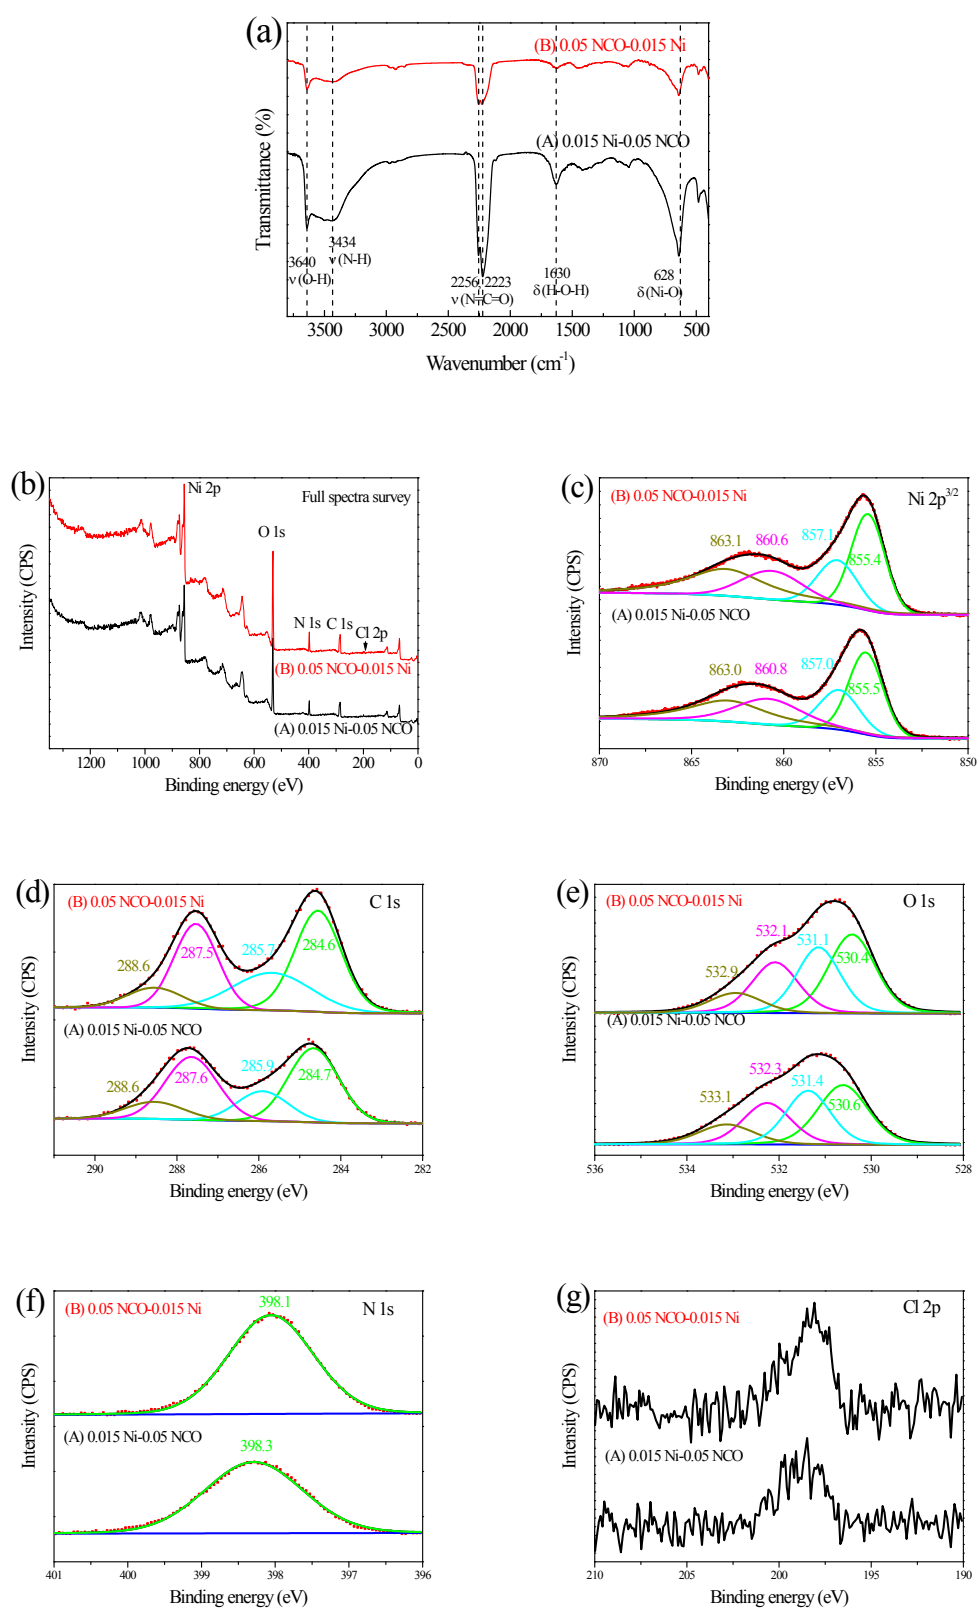 (a)
(B) 0.05 NCO-0.015 Ni
(A) 0.015 Ni-0.05 NCO
3640
ν (O-H)
3434
ν (N-H)
2256, 2223
ν (N=C=O)
1630
δ (H-O-H)
628
δ (Ni-O)
Transmittance (%)
3500 3000 2500 2000 1500 1000 500
Wavenumber (cm-1)
(b)
Ni 2p
Full spectra survey
O 1s
N 1s
C 1s
Cl 2p
(B) 0.05 NCO-0.015 Ni
(A) 0.015 Ni-0.05 NCO
Intensity (CPS)
1200 1000 800 600 400 200 0
Binding energy (eV)
(c)
(B) 0.05 NCO-0.015 Ni
Ni 2p3/2
863.1
860.6
857.1
855.4
(A) 0.015 Ni-0.05 NCO
863.0
860.8
857.0
855.5
Intensity (CPS)
870 865 860 855 850
Binding energy (eV)
(d)
(B) 0.05 NCO-0.015 Ni
C 1s
288.6
287.5
285.7
284.6
(A) 0.015 Ni-0.05 NCO
288.6
287.6
285.9
284.7
Intensity (CPS)
290 288 286 284 282
Binding energy (eV)
(e)
(B) 0.05 NCO-0.015 Ni
O 1s
532.9
532.1
531.1
530.4
(A) 0.015 Ni-0.05 NCO
533.1
532.3
531.4
530.6
Intensity (CPS)
536 534 532 530 528
Binding energy (eV)
(f)
(B) 0.05 NCO-0.015 Ni
398.1
N 1s
(A) 0.015 Ni-0.05 NCO
398.3
Intensity (CPS)
401 400 399 398 397 396
Binding energy (eV)
(g)
(B) 0.05 NCO-0.015 Ni
Cl 2p
(A) 0.015 Ni-0.05 NCO
Intensity (CPS)
210 205 200 195 190
Binding energy (eV)